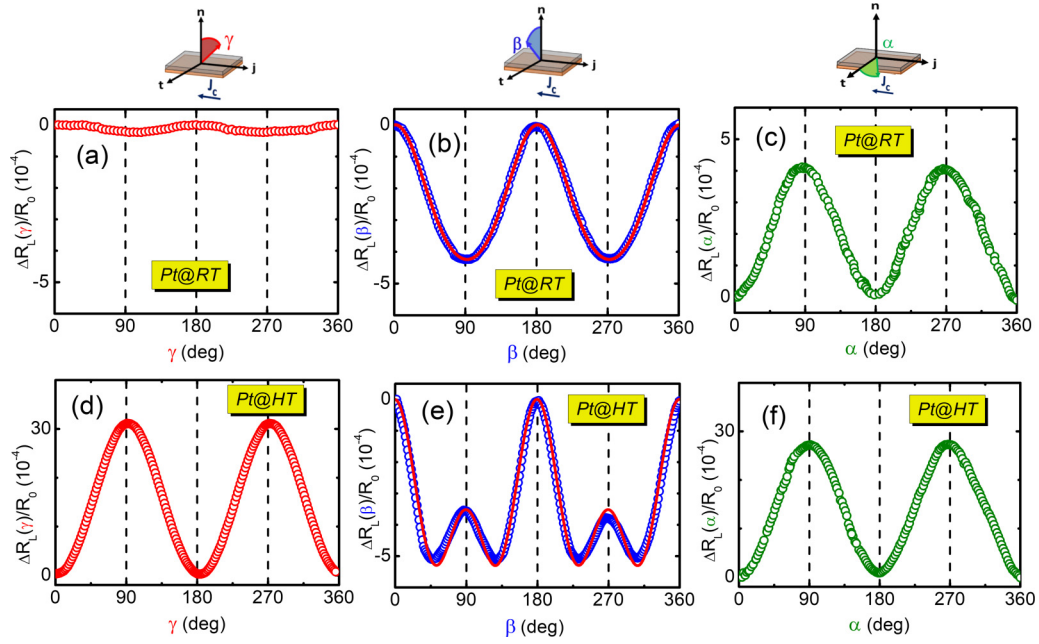 n
γ
t
j
J_c
n
β
t
j
J_c
n
α
t
j
J_c
(a)
Pt@RT
ΔR_L(γ)/R_0 (10^-4)
0
-5
0 90 180 270 360
γ (deg)
(b)
Pt@RT
ΔR_L(β)/R_0 (10^-4)
0
-5
0 90 180 270 360
β (deg)
(c)
Pt@RT
ΔR_L(α)/R_0 (10^-4)
5
0
0 90 180 270 360
α (deg)
(d)
Pt@HT
ΔR_L(γ)/R_0 (10^-4)
30
0
0 90 180 270 360
γ (deg)
(e)
Pt@HT
ΔR_L(β)/R_0 (10^-4)
0
-5
0 90 180 270 360
β (deg)
(f)
Pt@HT
ΔR_L(α)/R_0 (10^-4)
30
0
0 90 180 270 360
α (deg)